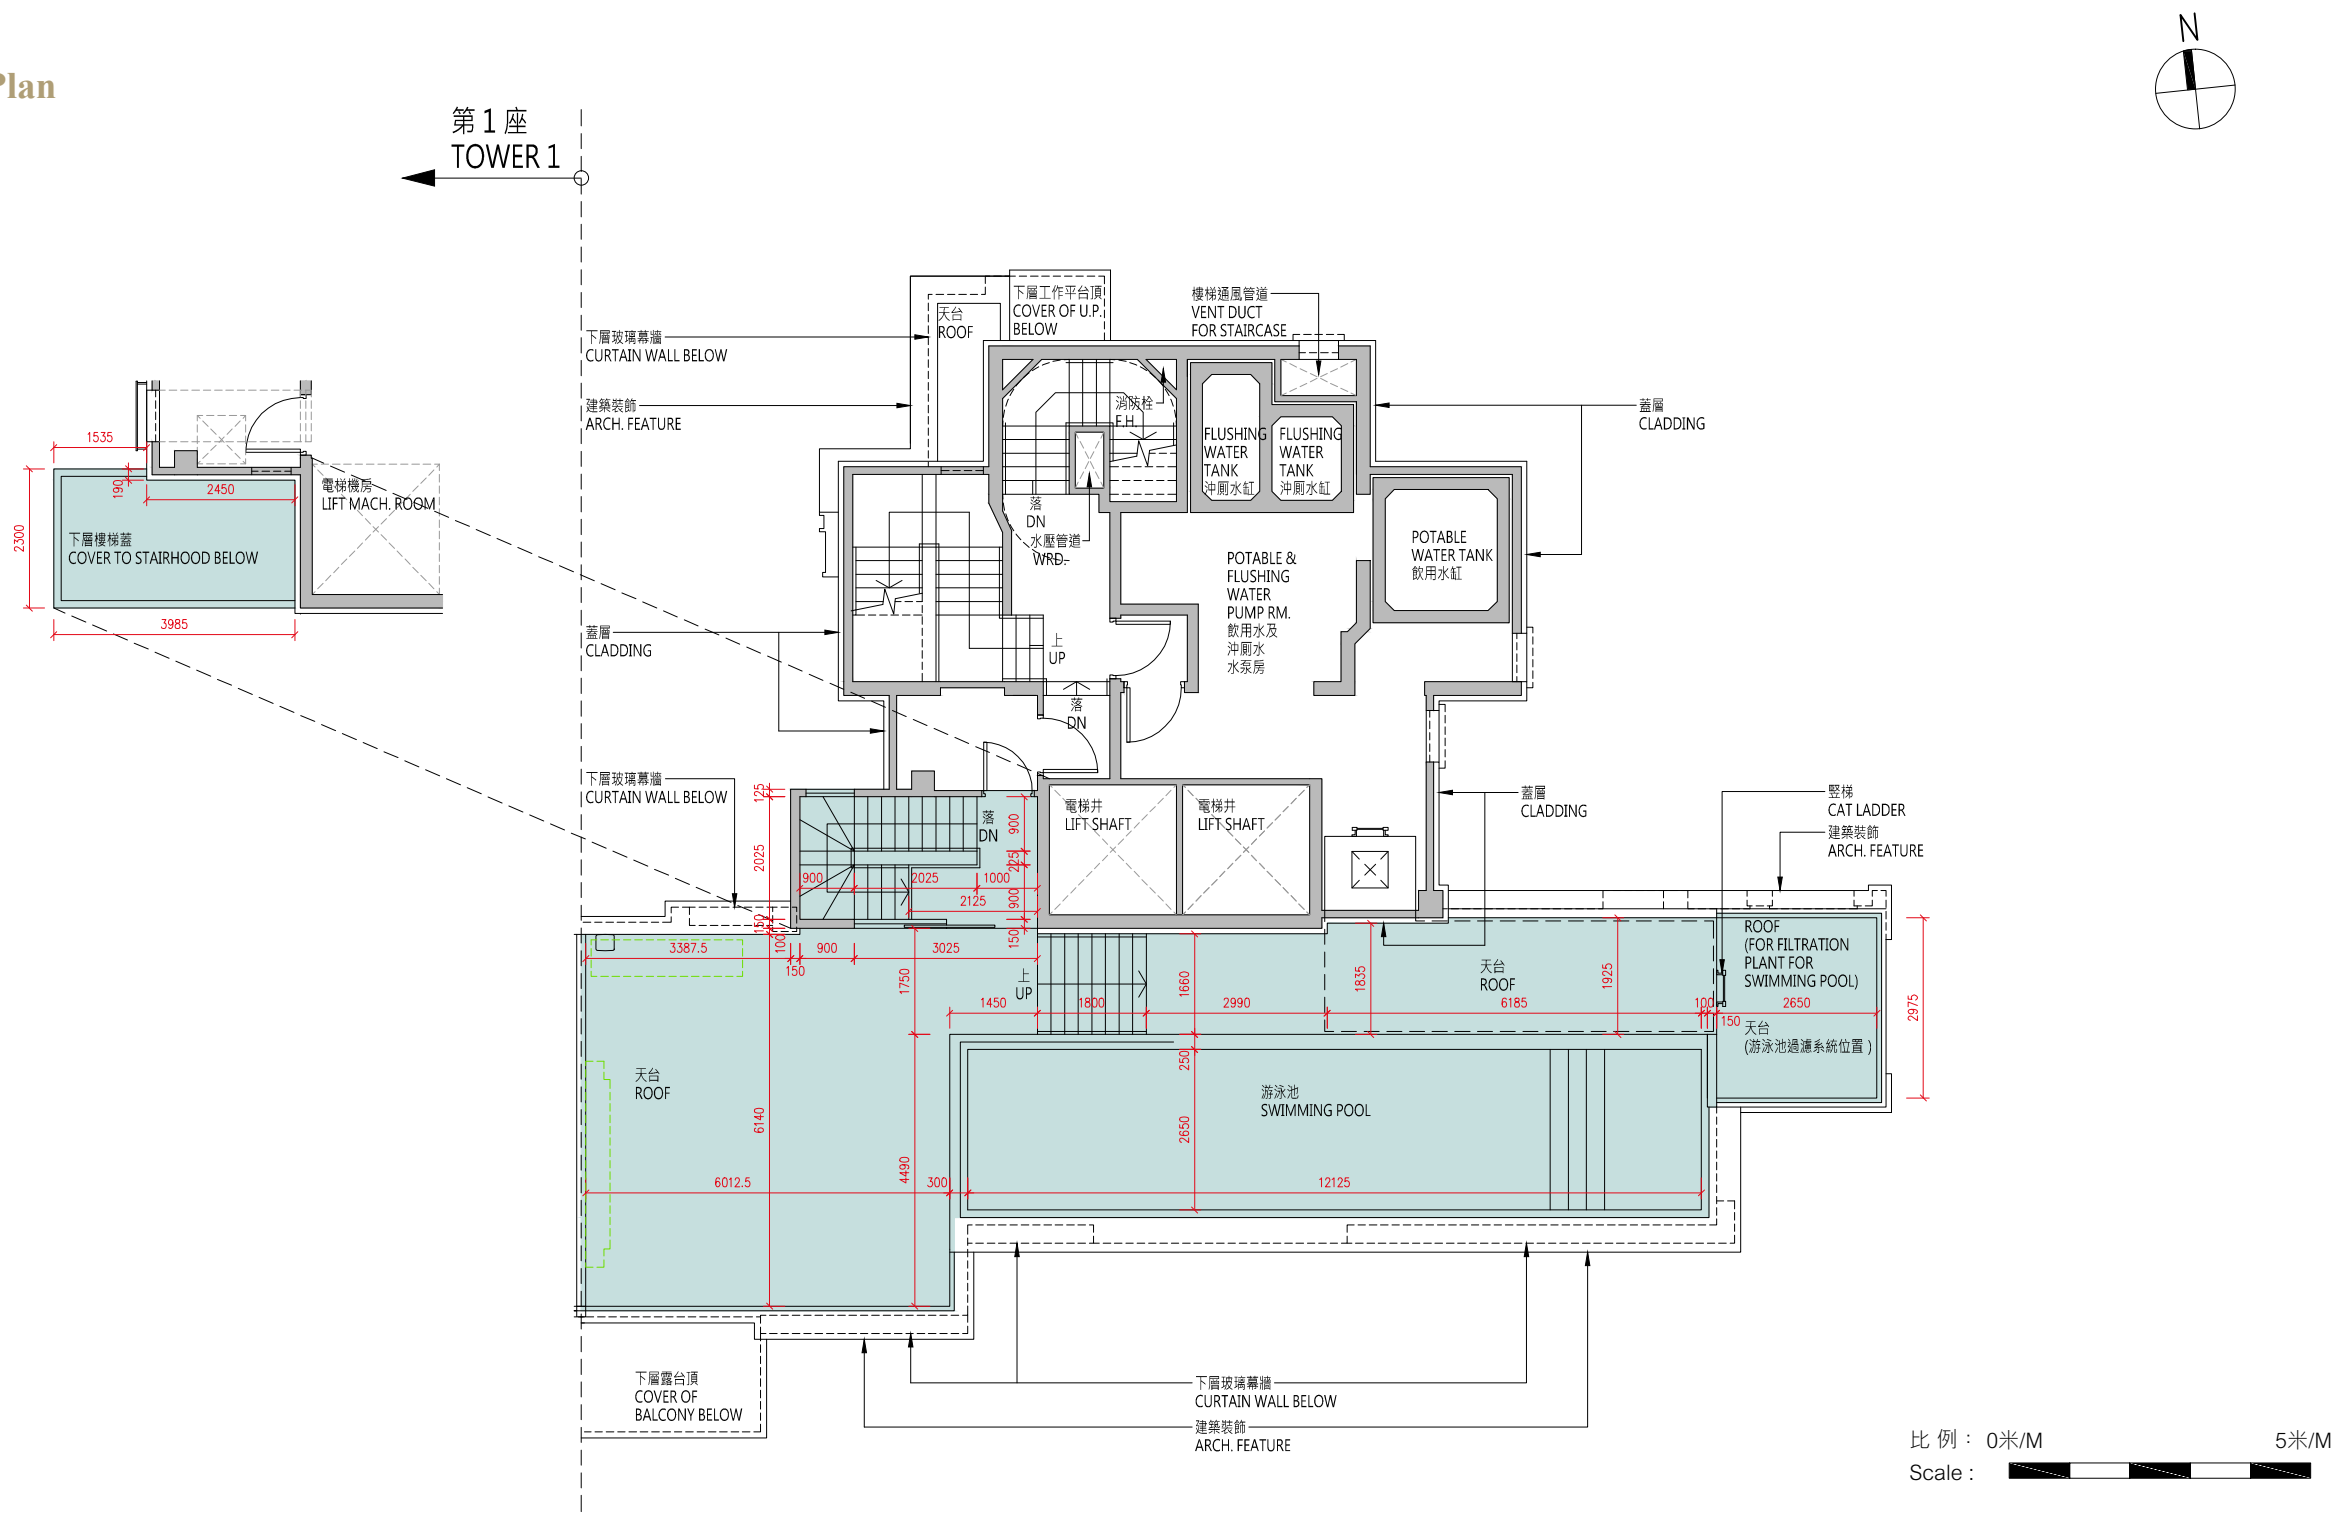 Plan
N
第 1 座
TOWER 1
下層工作平台頂
COVER OF U.P.
BELOW
天台
ROOF
樓梯通風管道
VENT DUCT
FOR STAIRCASE
下層玻璃幕牆
CURTAIN WALL BELOW
建築裝飾
ARCH. FEATURE
消防栓
F.H.
蓋層
CLADDING
FLUSHING
WATER
TANK
沖廁水缸
FLUSHING
WATER
TANK
沖廁水缸
1535
190
2450
電梯機房
LIFT MACH. ROOM
2300
下層樓梯蓋
COVER TO STAIRHOOD BELOW
3985
落
DN
水壓管道
WRD.
POTABLE
WATER TANK
飲用水缸
POTABLE &
FLUSHING
WATER
PUMP RM.
飲用水及
沖廁水
水泵房
蓋層
CLADDING
上
UP
落
DN
下層玻璃幕牆
CURTAIN WALL BELOW
125
2025
150
100
落
DN
900
225
900
150
900
2025
1000
2125
電梯井
LIFT SHAFT
電梯井
LIFT SHAFT
蓋層
CLADDING
豎梯
CAT LADDER
建築裝飾
ARCH. FEATURE
3387.5
150
900
3025
1750
上
UP
1450
1800
1660
2990
1835
天台
ROOF
6185
1925
100
150
2650
2975
ROOF
(FOR FILTRATION
PLANT FOR
SWIMMING POOL)
天台
(游泳池過濾系統位置 )
天台
ROOF
6140
4490
250
2650
游泳池
SWIMMING POOL
6012.5
300
12125
下層露台頂
COVER OF
BALCONY BELOW
下層玻璃幕牆
CURTAIN WALL BELOW
建築裝飾
ARCH. FEATURE
比 例 : 0米/M 5米/M
Scale :